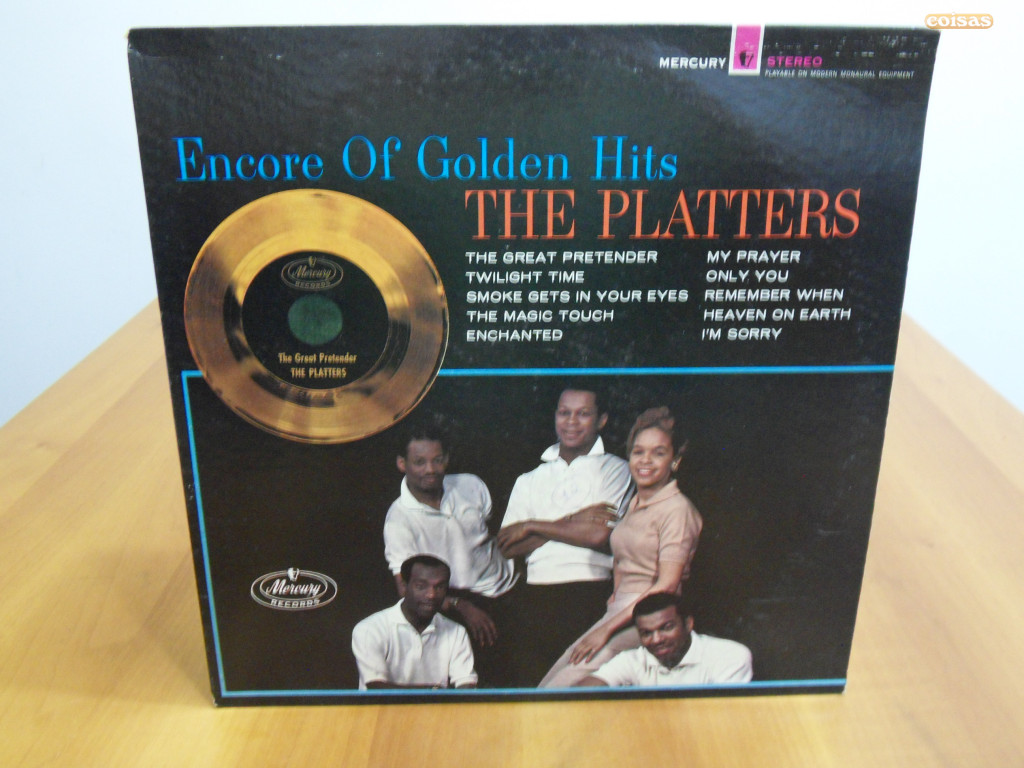 coisas
MERCURY STEREO
PLAYABLE ON MODERN MONAURAL EQUIPMENT
Encore Of Golden Hits
THE PLATTERS
THE GREAT PRETENDER
TWILIGHT TIME
SMOKE GETS IN YOUR EYES
THE MAGIC TOUCH
ENCHANTED
MY PRAYER
ONLY YOU
REMEMBER WHEN
HEAVEN ON EARTH
I'M SORRY
Mercury
RECORDS
The Great Pretender
THE PLATTERS
Mercury
RECORDS